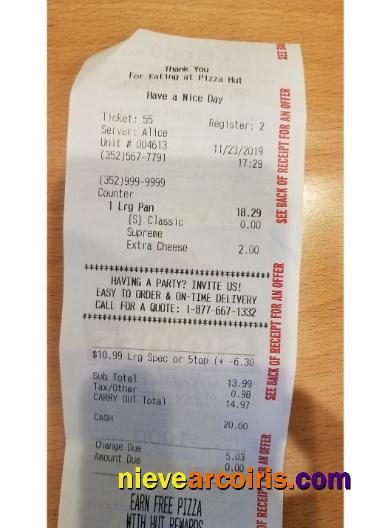 Thank You
For Eating at Pizza Hut
Have a Nice Day
Ticket: 55 Register: 2
Server: Alice
Unit # 004613 11/23/2019
(352)567-7791 17:29
(352)999-9999
Counter
1 Lrg Pan 18.29
{S} Classic 0.00
Supreme
Extra Cheese 2.00
************************************
HAVING A PARTY? INVITE US!
EASY TO ORDER & ON-TIME DELIVERY
CALL FOR A QUOTE: 1-877-667-1332
************************************
$10.99 Lrg Spec or 5top (+ -6.30
Sub Total 13.99
Tax/Other 0.98
CARRY OUT Total 14.97
CASH 20.00
Change Due 5.03
Amount Due 0.00
EARN FREE PIZZA
WITH HUT REWARDS
SEE BACK
SEE BACK OF RECEIPT FOR AN OFFER
SEE BACK OF RECEIPT FOR AN OFFER
OF RECEIPT FOR AN OFFER
nievearcoiris.com